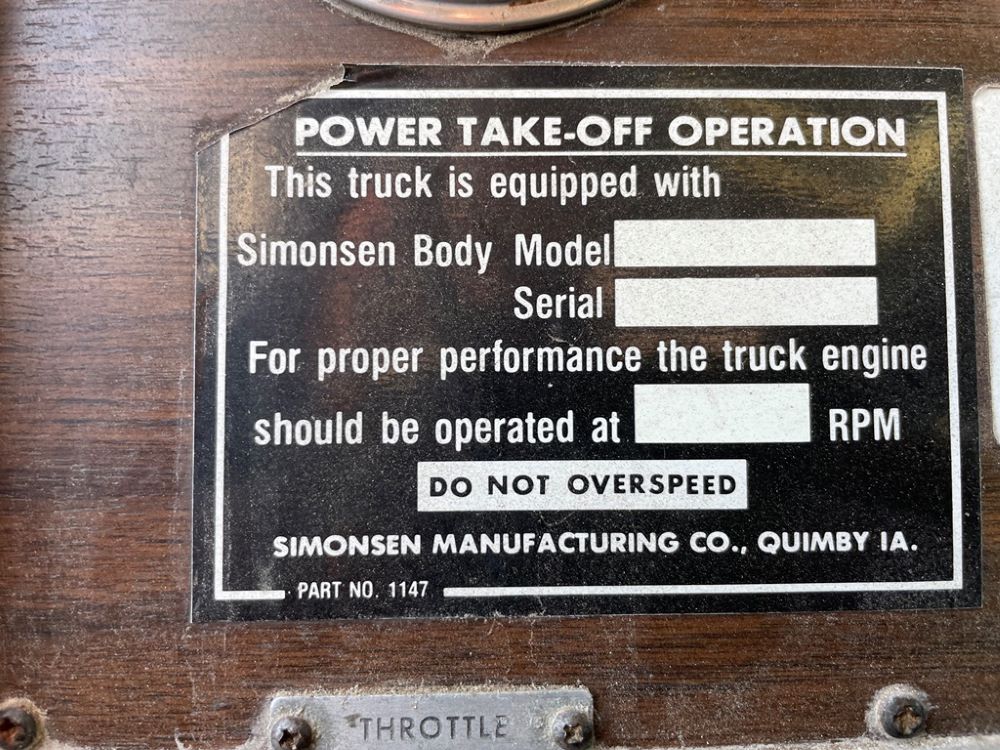 POWER TAKE-OFF OPERATION
This truck is equipped with
Simonsen Body Model
Serial
For proper performance the truck engine
should be operated at RPM
DO NOT OVERSPEED
SIMONSEN MANUFACTURING CO., QUIMBY IA.
PART NO. 1147
THROTTLE